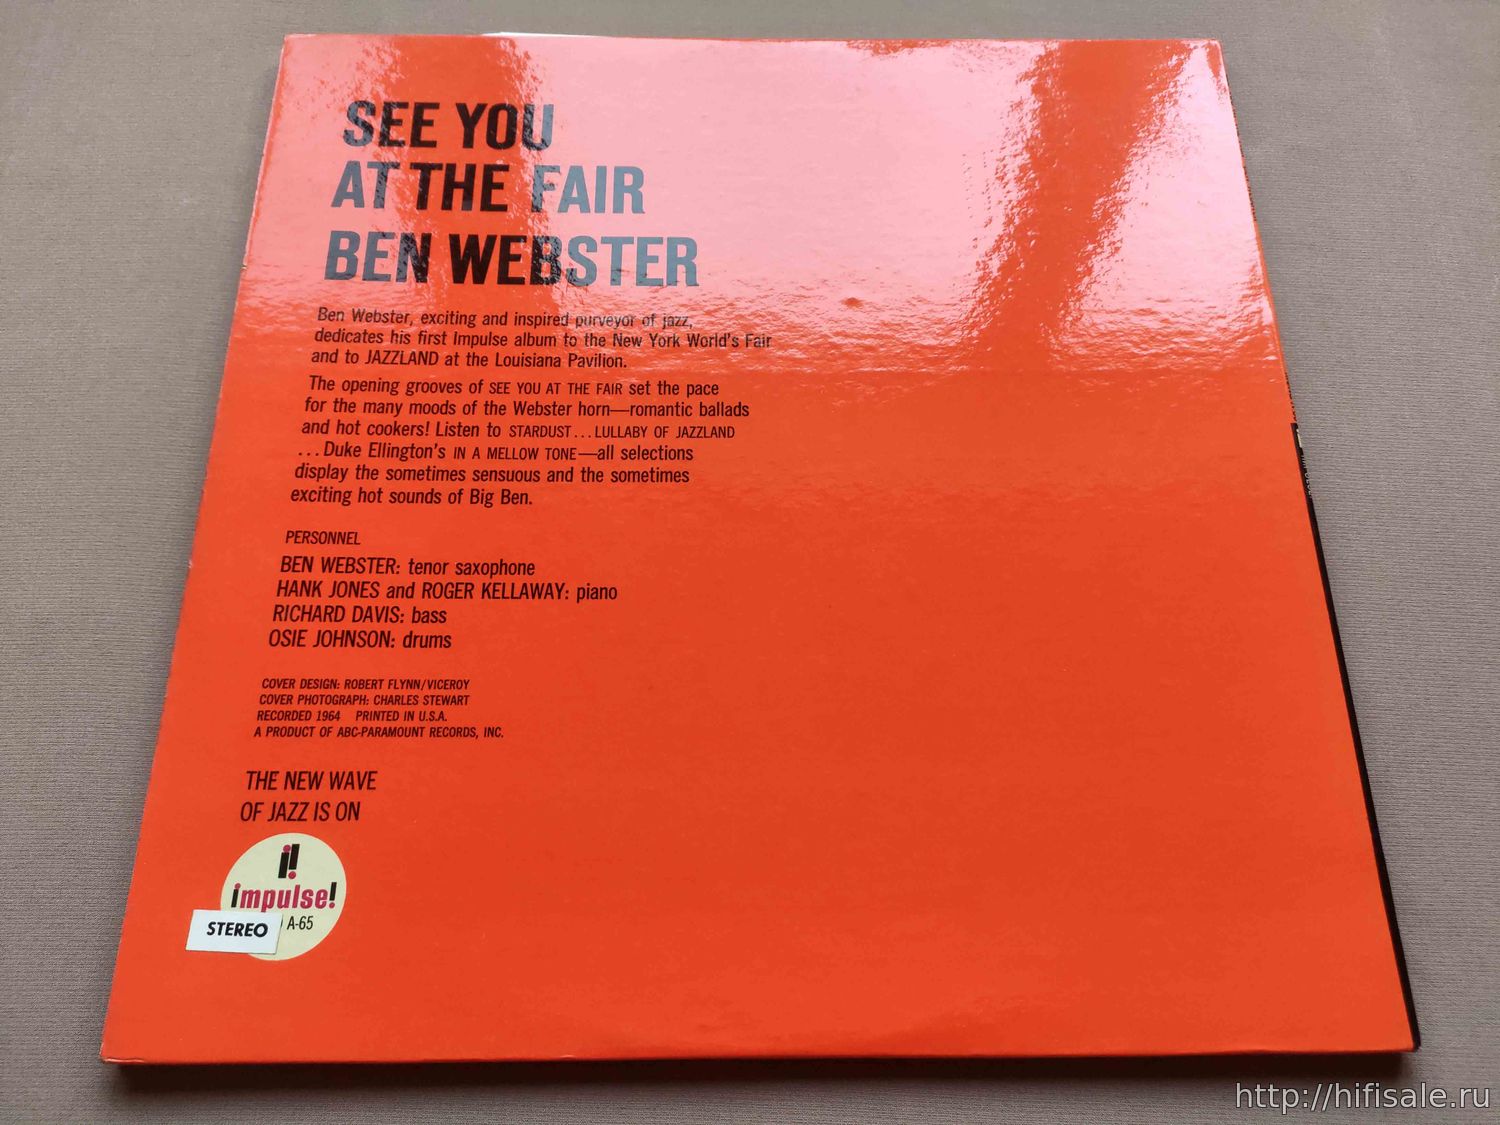 SEE YOU
AT THE FAIR
BEN WEBSTER
Ben Webster, exciting and inspired purveyor of jazz,
dedicates his first Impulse album to the New York World's Fair
and to JAZZLAND at the Louisiana Pavilion.
The opening grooves of SEE YOU AT THE FAIR set the pace
for the many moods of the Webster horn—romantic ballads
and hot cookers! Listen to STARDUST...LULLABY OF JAZZLAND
...Duke Ellington's IN A MELLOW TONE—all selections
display the sometimes sensuous and the sometimes
exciting hot sounds of Big Ben.
PERSONNEL
BEN WEBSTER: tenor saxophone
HANK JONES and ROGER KELLAWAY: piano
RICHARD DAVIS: bass
OSIE JOHNSON: drums
COVER DESIGN: ROBERT FLYNN/VICEROY
COVER PHOTOGRAPH: CHARLES STEWART
RECORDED 1964 PRINTED IN U.S.A.
A PRODUCT OF ABC-PARAMOUNT RECORDS, INC.
THE NEW WAVE
OF JAZZ IS ON
i!
impulse!
STEREO A-65
http://hifisale.ru